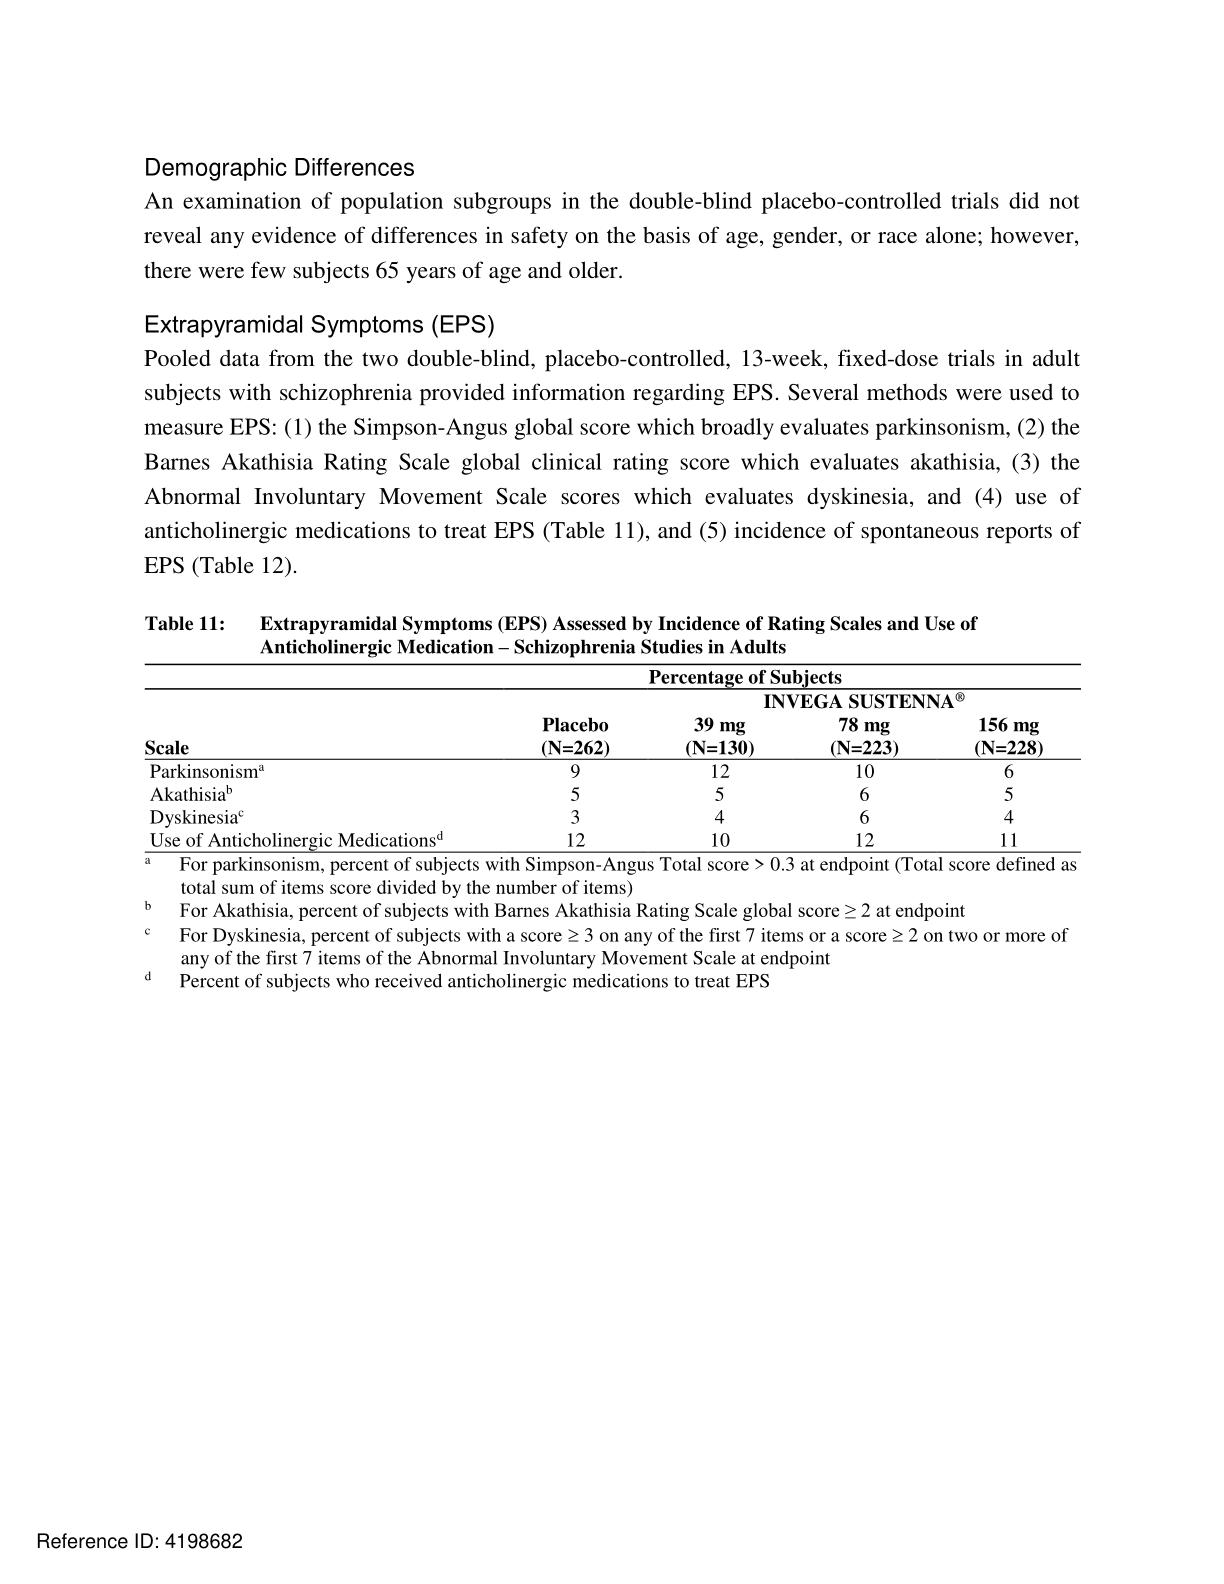 Demographic Differences
An examination of population subgroups in the double-blind placebo-controlled trials did not
reveal any evidence of differences in safety on the basis of age, gender, or race alone; however,
there were few subjects 65 years of age and older.
Extrapyramidal Symptoms (EPS)
Pooled data from the two double-blind, placebo-controlled, 13-week, fixed-dose trials in adult
subjects with schizophrenia provided information regarding EPS. Several methods were used to
measure EPS: (1) the Simpson-Angus global score which broadly evaluates parkinsonism, (2) the
Barnes Akathisia Rating Scale global clinical rating score which evaluates akathisia, (3) the
Abnormal Involuntary Movement Scale scores which evaluates dyskinesia, and (4) use of
anticholinergic medications to treat EPS (Table 11), and (5) incidence of spontaneous reports of
EPS (Table 12).
Table 11: Extrapyramidal Symptoms (EPS) Assessed by Incidence of Rating Scales and Use of
Anticholinergic Medication – Schizophrenia Studies in Adults
Percentage of Subjects
INVEGA SUSTENNA®
Placebo 39 mg 78 mg 156 mg
Scale (N=262) (N=130) (N=223) (N=228)
Parkinsonismᵃ 9 12 10 6
Akathisiaᵇ 5 5 6 5
Dyskinesiaᶜ 3 4 6 4
Use of Anticholinergic Medicationsᵈ 12 10 12 11
ᵃ For parkinsonism, percent of subjects with Simpson-Angus Total score > 0.3 at endpoint (Total score defined as
total sum of items score divided by the number of items)
ᵇ For Akathisia, percent of subjects with Barnes Akathisia Rating Scale global score ≥ 2 at endpoint
ᶜ For Dyskinesia, percent of subjects with a score ≥ 3 on any of the first 7 items or a score ≥ 2 on two or more of
any of the first 7 items of the Abnormal Involuntary Movement Scale at endpoint
ᵈ Percent of subjects who received anticholinergic medications to treat EPS
Reference ID: 4198682